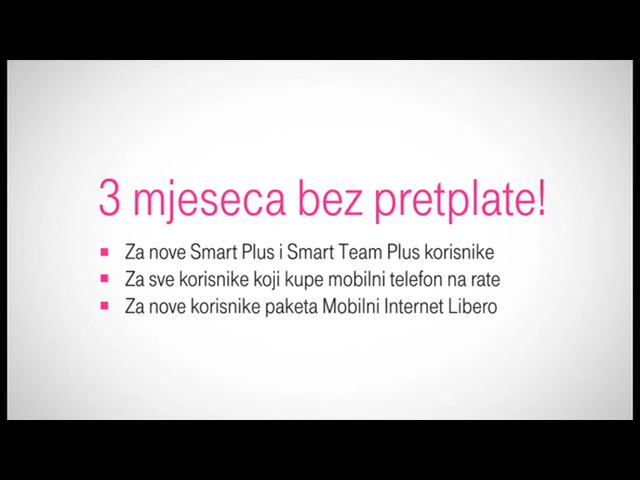 3 mjeseca bez pretplate!
Za nove Smart Plus i Smart Team Plus korisnike
Za sve korisnike koji kupe mobilni telefon na rate
Za nove korisnike paketa Mobilni Internet Libero